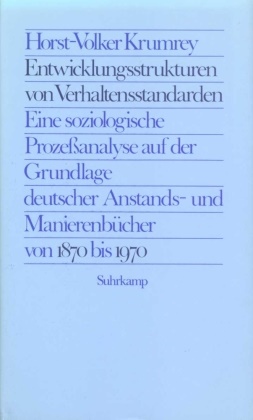 Horst-Volker Krumrey
Entwicklungsstrukturen
von Verhaltensstandarden
Eine soziologische
Prozeßanalyse auf der
Grundlage
deutscher Anstands- und
Manierenbücher
von 1870 bis 1970
Suhrkamp